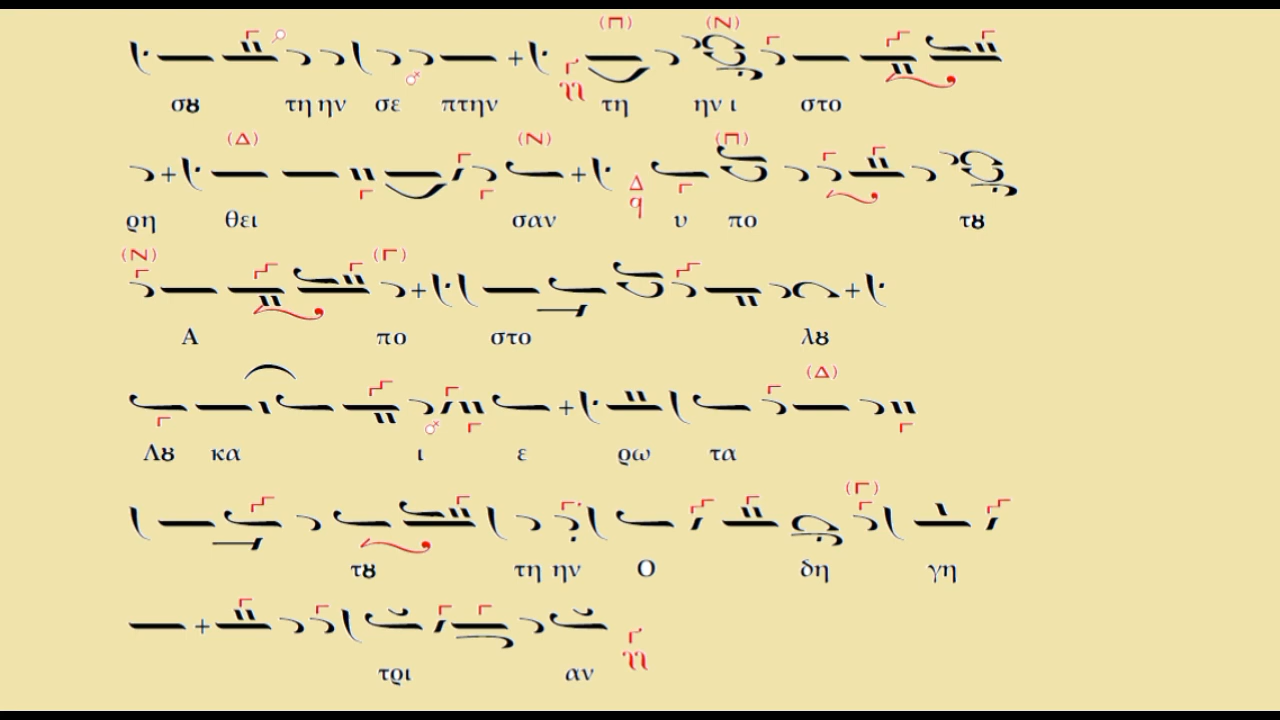 (Π) (Ν)
σȣ τη ην σε πτην τη ην ι στο
(Δ) (Ν) (Π)
ρη θει σαν υ πο τȣ
(Ν) (Γ)
Α πο στο λȣ
(Δ)
Λȣ κα ι ε ρω τα
(Γ)
τȣ τη ην Ο δη γη
τρι αν